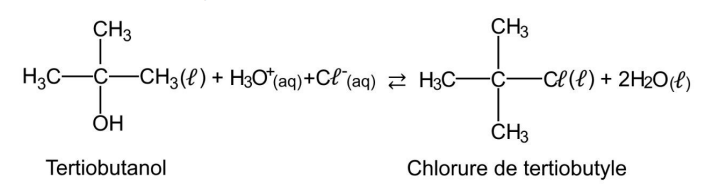 CH₃ CH₃
H₃C—C—CH₃(ℓ) + H₃O⁺(aq)+Cℓ⁻(aq) ⇄ H₃C—C—Cℓ(ℓ) + 2H₂O(ℓ)
OH CH₃
Tertiobutanol Chlorure de tertiobutyle